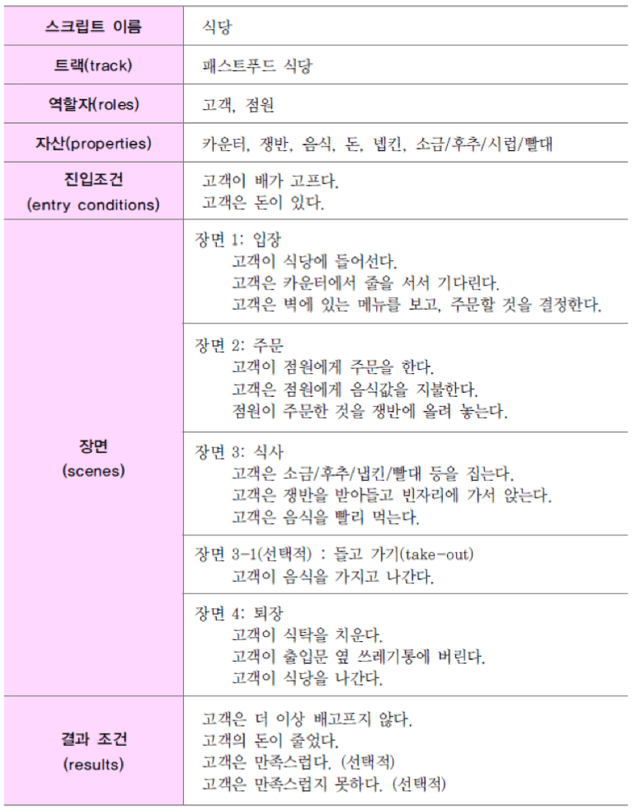 스크립트 이름
식당
트랙(track)
패스트푸드 식당
역할자(roles)
고객, 점원
자산(properties)
카운터, 쟁반, 음식, 돈, 넵킨, 소금/후추/시럽/빨대
진입조건
(entry conditions)
고객이 배가 고프다.
고객은 돈이 있다.
장면
(scenes)
장면 1: 입장
고객이 식당에 들어선다.
고객은 카운터에서 줄을 서서 기다린다.
고객은 벽에 있는 메뉴를 보고, 주문할 것을 결정한다.
장면 2: 주문
고객이 점원에게 주문을 한다.
고객은 점원에게 음식값을 지불한다.
점원이 주문한 것을 쟁반에 올려 놓는다.
장면 3: 식사
고객은 소금/후추/냅킨/빨대 등을 집는다.
고객은 쟁반을 받아들고 빈자리에 가서 앉는다.
고객은 음식을 빨리 먹는다.
장면 3-1(선택적) : 들고 가기(take-out)
고객이 음식을 가지고 나간다.
장면 4: 퇴장
고객이 식탁을 치운다.
고객이 출입문 옆 쓰레기통에 버린다.
고객이 식당을 나간다.
결과 조건
(results)
고객은 더 이상 배고프지 않다.
고객의 돈이 줄었다.
고객은 만족스럽다. (선택적)
고객은 만족스럽지 못하다. (선택적)